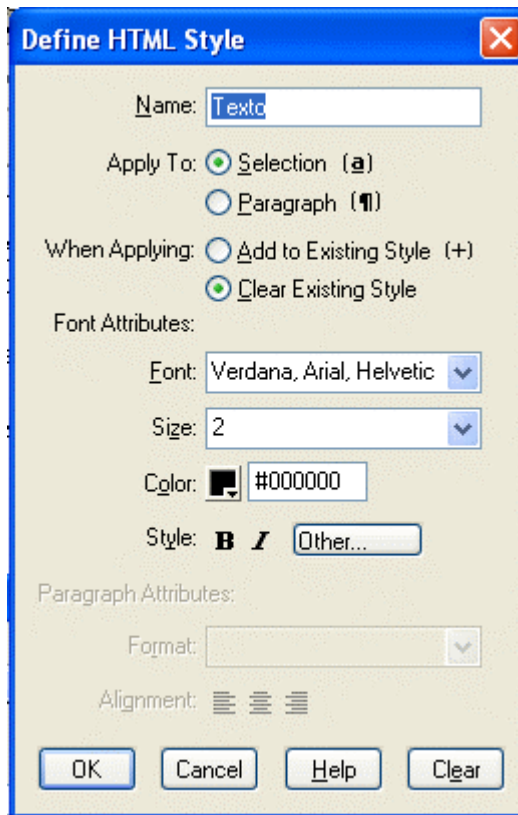 Define HTML Style
Name: Texto
Apply To: Selection (a)
Paragraph (¶)
When Applying: Add to Existing Style (+)
Clear Existing Style
Font Attributes:
Font: Verdana, Arial, Helvetic
Size: 2
Color: #000000
Style: B I Other...
Paragraph Attributes:
Format:
Alignment:
OK Cancel Help Clear